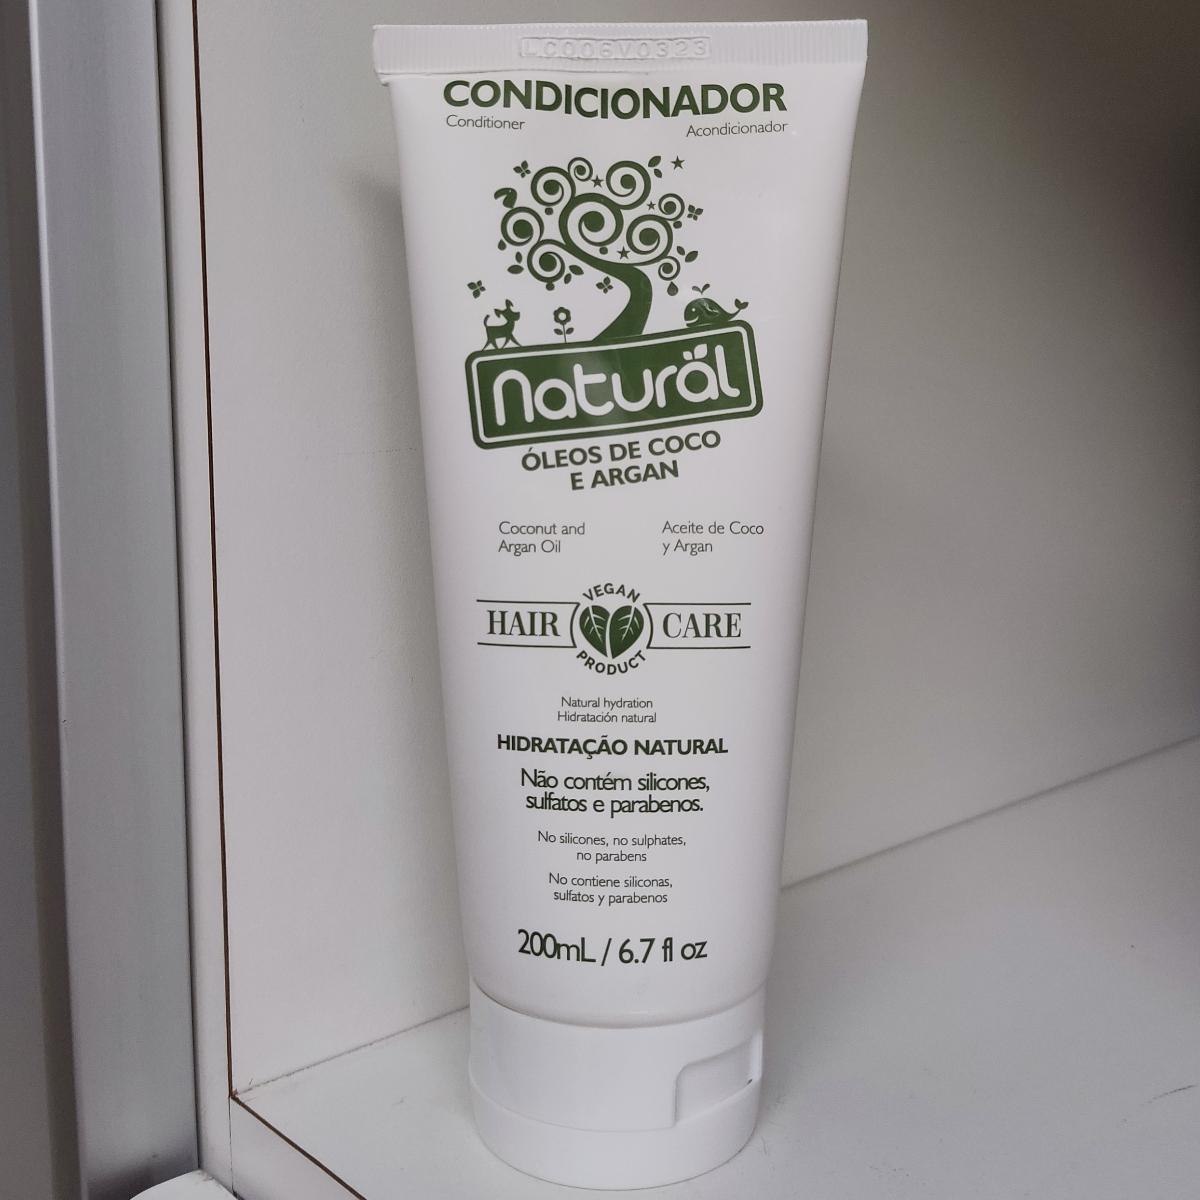 LC006V0323
CONDICIONADOR
Conditioner Acondicionador
natural
ÓLEOS DE COCO
E ARGAN
Coconut and
Argan Oil
Aceite de Coco
y Argan
HAIR VEGAN PRODUCT CARE
Natural hydration
Hidratación natural
HIDRATAÇÃO NATURAL
Não contém silicones,
sulfatos e parabenos.
No silicones, no sulphates,
no parabens
No contiene siliconas,
sulfatos y parabenos
200mL / 6.7 fl oz